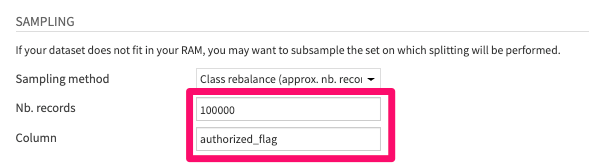 SAMPLING
If your dataset does not fit in your RAM, you may want to subsample the set on which splitting will be performed.
Sampling method Class rebalance (approx. nb. reco
Nb. records 100000
Column authorized_flag